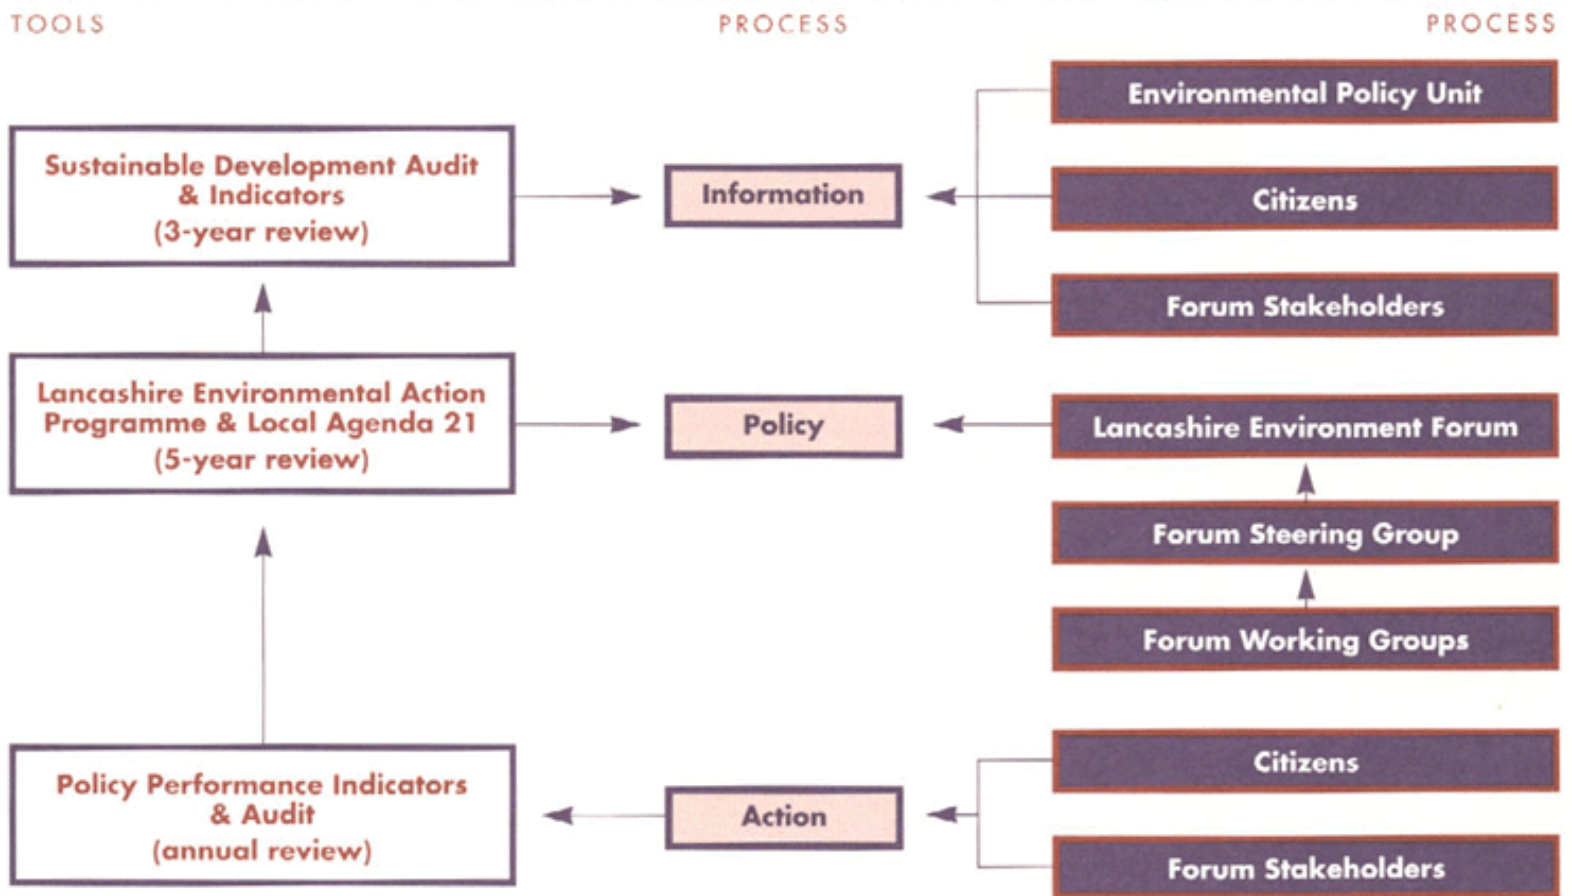 TOOLS
PROCESS
PROCESS
Sustainable Development Audit
& Indicators
(3-year review)
Information
Environmental Policy Unit
Citizens
Forum Stakeholders
Lancashire Environmental Action
Programme & Local Agenda 21
(5-year review)
Policy
Lancashire Environment Forum
Forum Steering Group
Forum Working Groups
Policy Performance Indicators
& Audit
(annual review)
Action
Citizens
Forum Stakeholders